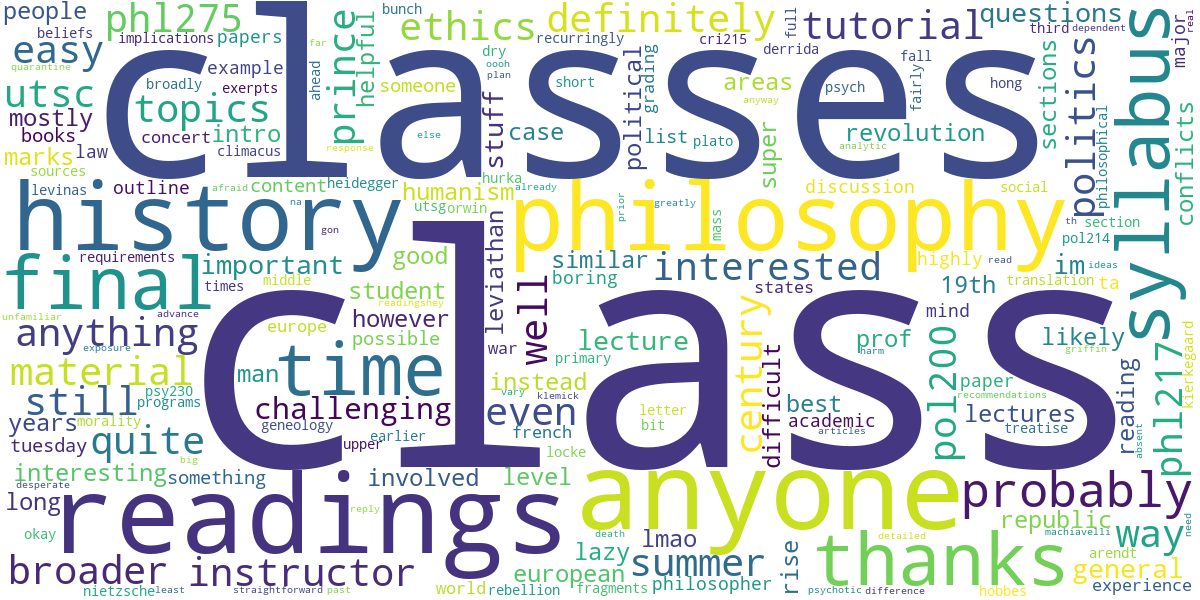 people
beliefs
quarantine
easy
utsc
mostly
books
marks
law
sources
phl275
implications
papers
broadly
example
exerpts
topics
concert
intro
climacus
classes
ahead
far
prince
helpful
response
ethics
bunch
someone
dry
oooh
plan
else
recurringly
short
case
definitely
cri215
political
grading
list
plato
areas
derrida
anyway
super
tutorial
full
psych
fall
fairly
revolution
analytic
questions
third
dependent
hong
sections
politics
philosophical
major
real
syllabus
conflicts
levinas
outline
afraid
content
na
heidegger
humanism
hurka
utsg
orwin
already
stuff
history
gon
philosophy
greatly
prior
mass
discussion
social
th
section
pol214
requirements
times
important
middle
final
unfamiliar
advance
anything
exposure
good
student
readingshey
however
possible
europe
leviathan
war
well
similar
boring
interested
states
highly
read
19th
mind
im
ideas
translation
ta
likely
griffin
class
time
man
material
psy230
programs
still
years
morality
tuesday
quite
big
challenging
geneology
upper
earlier
lecture
primary
instead
vary
klemick
even
french
locke
letter
bit
century
difficult
prof
harm
best
academic
articles
pol200
paper
recommendations
lectures
treatise
reading
absent
phl217
kierkegaard
interesting
something
desperate
long
okay
readings
reply
involved
level
anyone
probably
republic
way
need
machiavelli
broader
instructor
nietzsche
least
straightforward
past
world
rebellion
european
fragments
death
lazy
lmao
summer
philosopher
rise
psychotic
thanks
detailed
difference
hobbes
arendt
general
experience